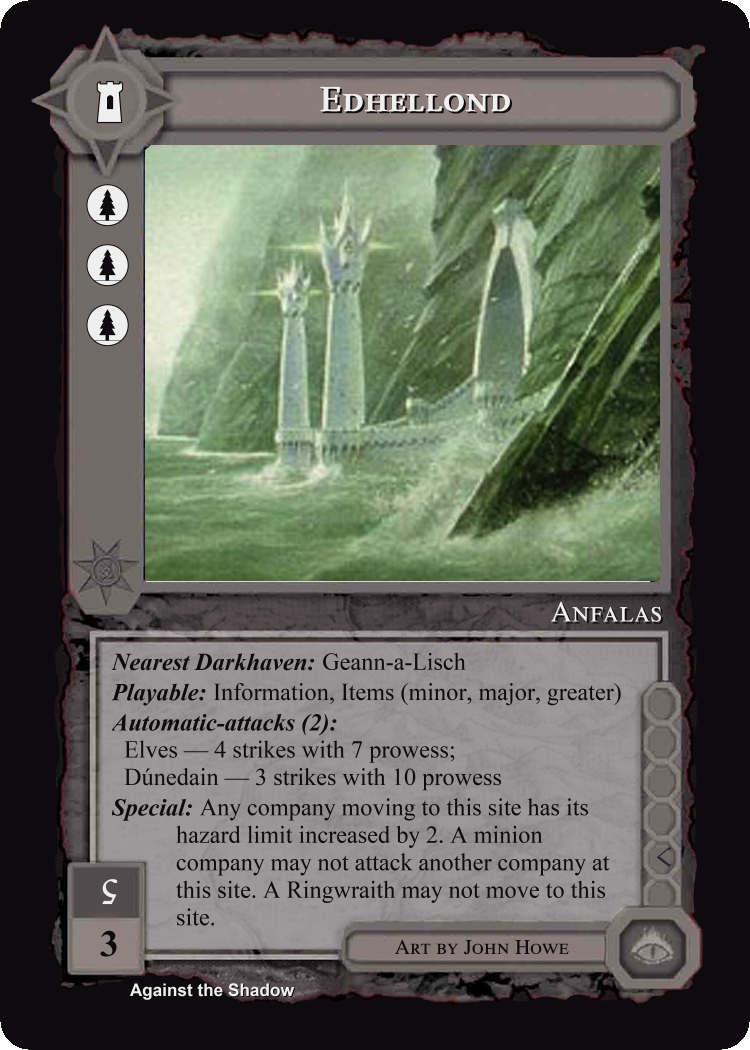 Edhellond
Anfalas
Nearest Darkhaven: Geann-a-Lisch
Playable: Information, Items (minor, major, greater)
Automatic-attacks (2):
Elves — 4 strikes with 7 prowess;
Dúnedain — 3 strikes with 10 prowess
Special: Any company moving to this site has its
hazard limit increased by 2. A minion
company may not attack another company at
this site. A Ringwraith may not move to this
site.
3
Art by John Howe
Against the Shadow